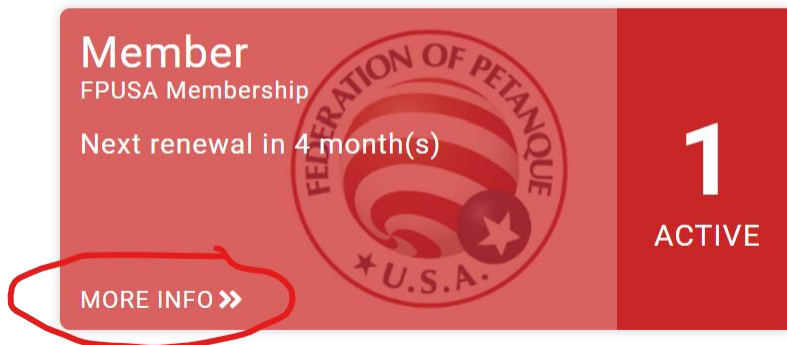 Member
FPUSA Membership
Next renewal in 4 month(s)
FEDERATION OF PETANQUE
★ U.S.A.
1
ACTIVE
MORE INFO »